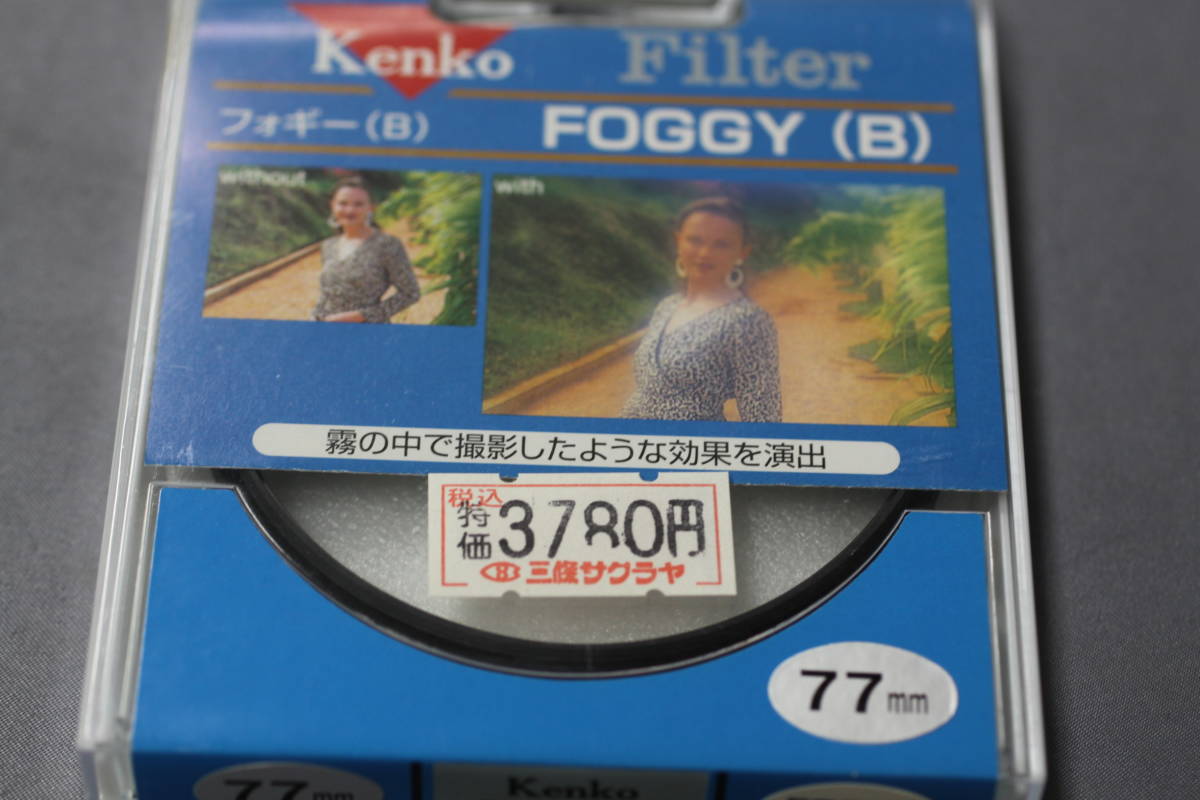 Kenko Filter
フォギー(B) FOGGY (B)
without
with
霧の中で撮影したような効果を演出
税込
特価 3780円
三條サクラヤ
77mm
77mm
Kenko